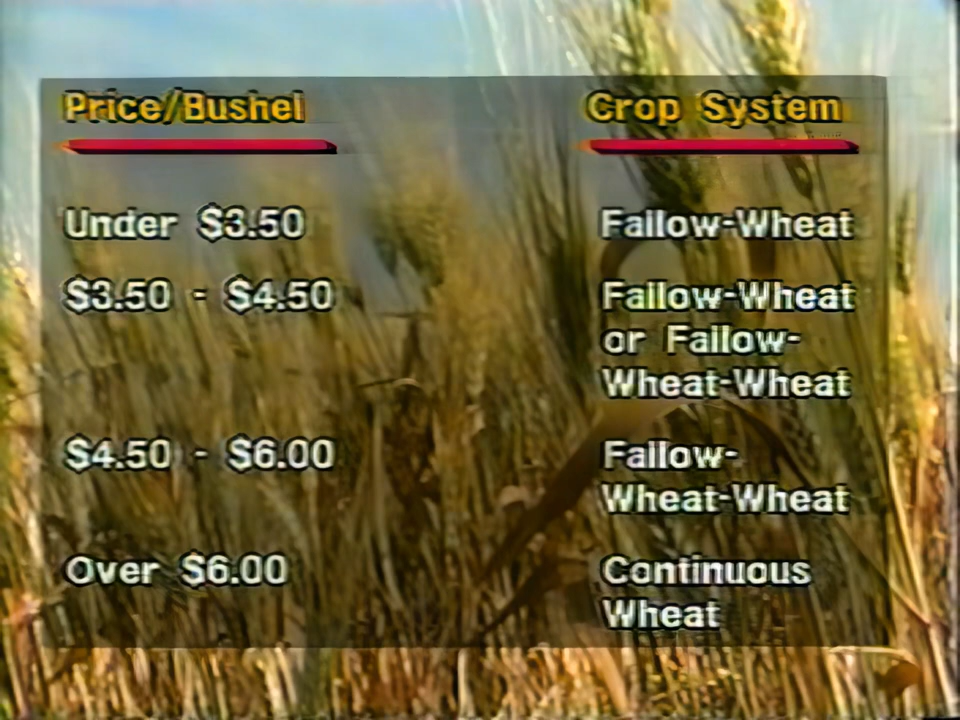 Price/Bushel Crop System
Under $3.50 Fallow-Wheat
$3.50 - $4.50 Fallow-Wheat
or Fallow-
Wheat-Wheat
$4.50 - $6.00 Fallow-
Wheat-Wheat
Over $6.00 Continuous
Wheat